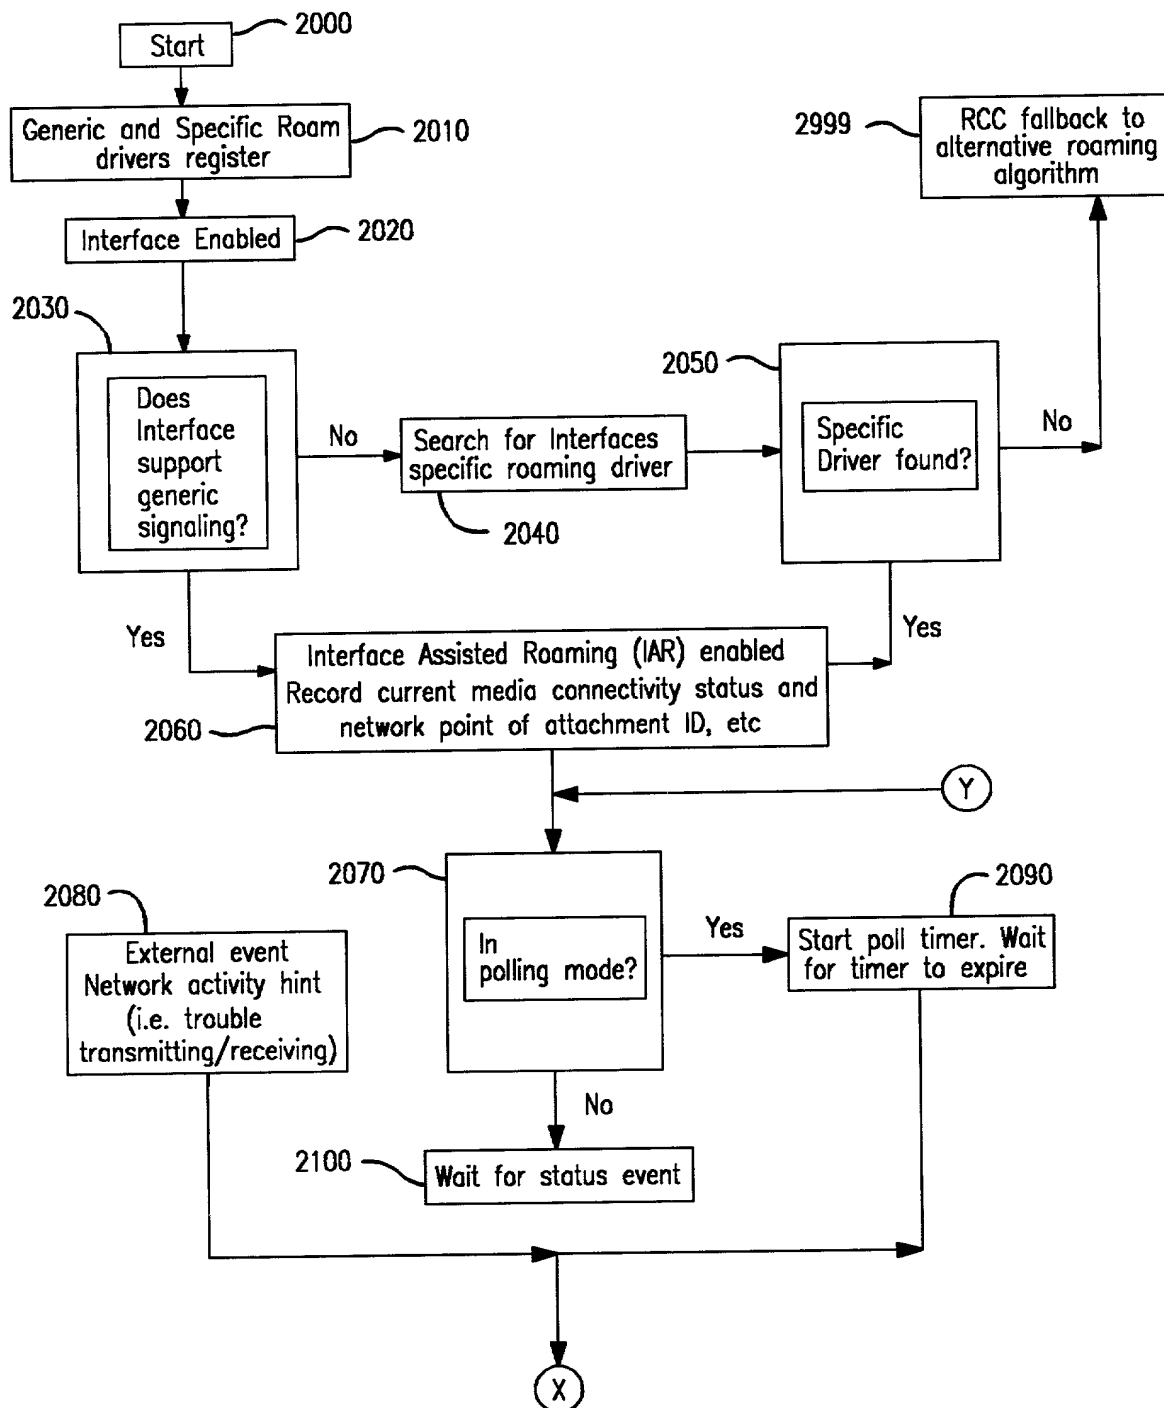 2000
Start
Generic and Specific Roam
drivers register
2010
2999
RCC fallback to
alternative roaming
algorithm
Interface Enabled
2020
2030
Does
Interface
support
generic
signaling?
No
Search for Interfaces
specific roaming driver
2040
2050
Specific
Driver found?
No
Yes
Yes
Interface Assisted Roaming (IAR) enabled
Record current media connectivity status and
network point of attachment ID, etc
2060
Y
2070
In
polling mode?
Yes
2090
Start poll timer. Wait
for timer to expire
2080
External event
Network activity hint
(i.e. trouble
transmitting/receiving)
No
2100
Wait for status event
X